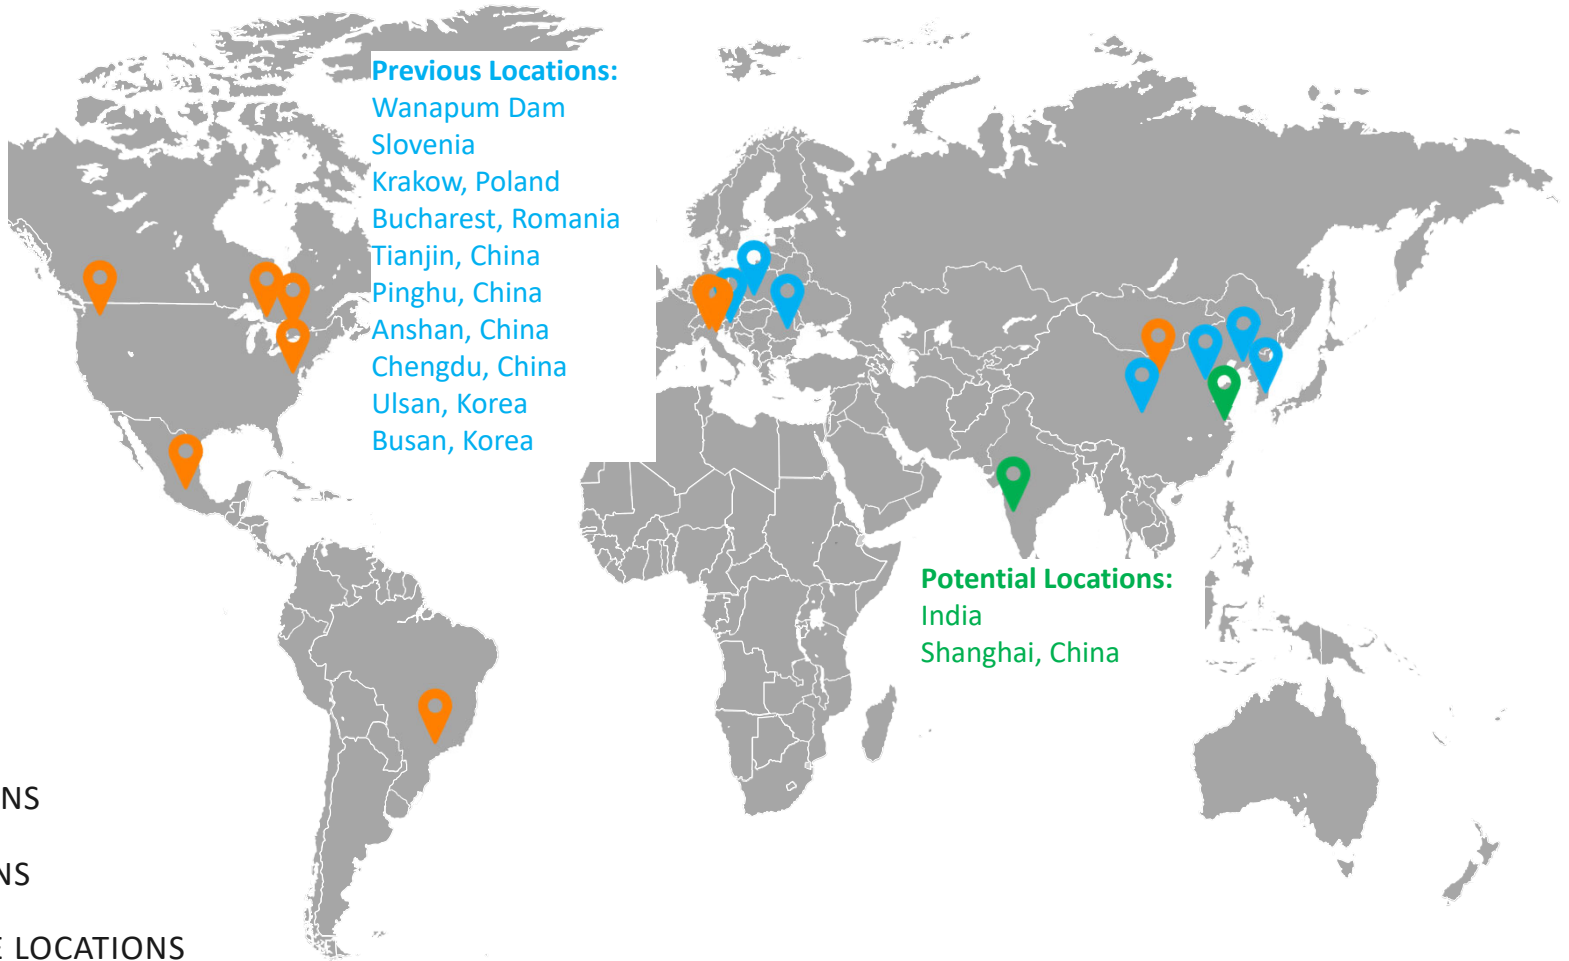 Previous Locations:
Wanapum Dam
Slovenia
Krakow, Poland
Bucharest, Romania
Tianjin, China
Pinghu, China
Anshan, China
Chengdu, China
Ulsan, Korea
Busan, Korea
Potential Locations:
India
Shanghai, China
NS
NS
E LOCATIONS